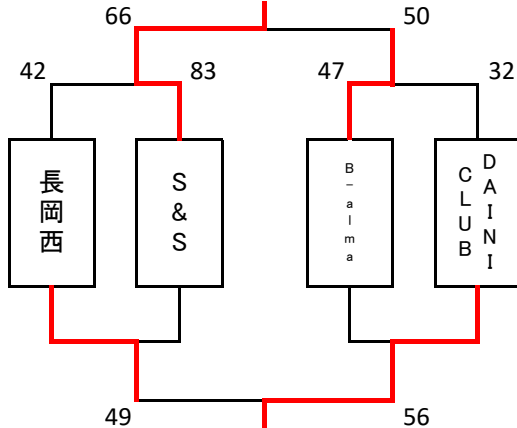 66
50
42
83
47
32
長岡西
S&S
B-alma
DAINI
CLUB
49
56